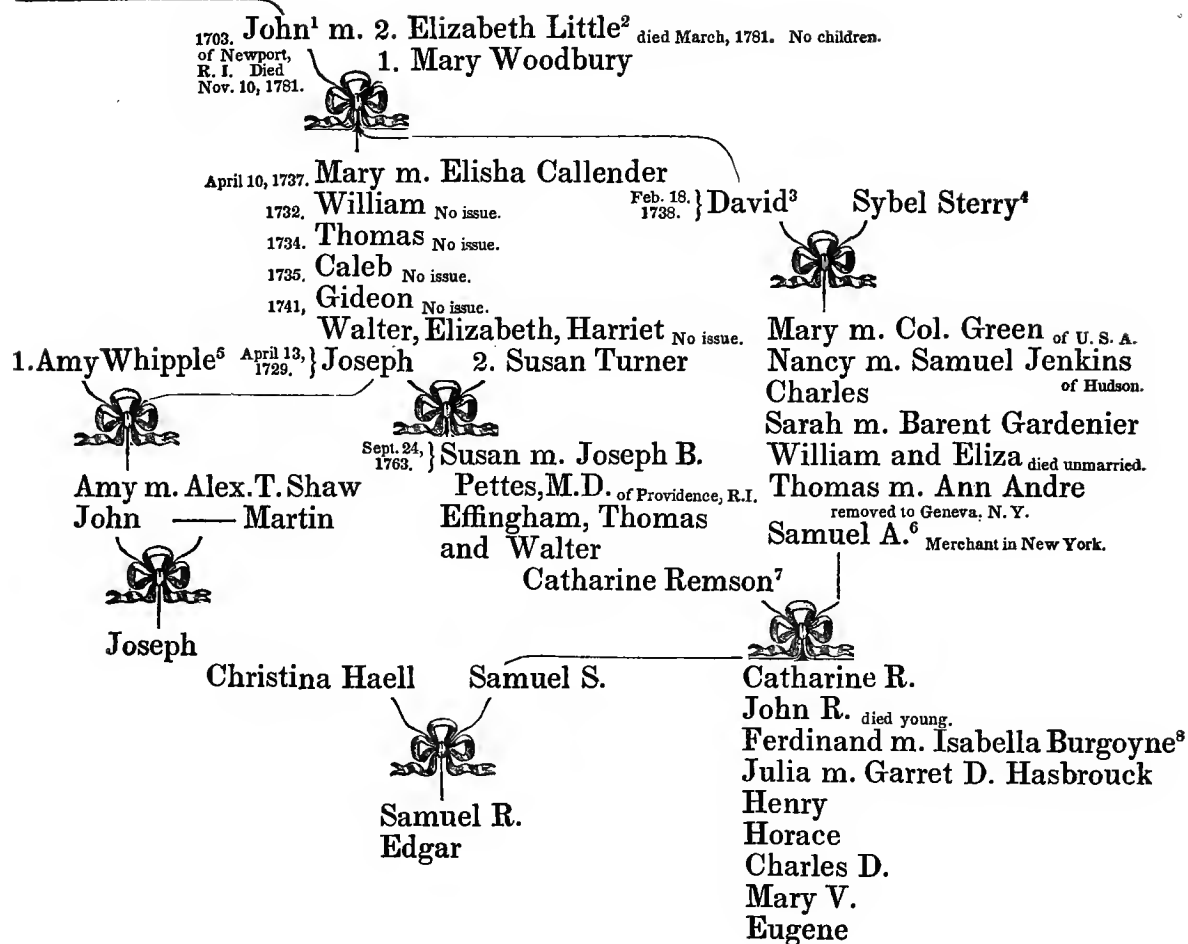 1703. John¹ m. 2. Elizabeth Little² died March, 1781. No children.
of Newport,
R. I. Died
Nov. 10, 1781.
1. Mary Woodbury
April 10, 1737. Mary m. Elisha Callender
1732, William No issue.
1734. Thomas No issue.
1735, Caleb No issue.
1741, Gideon No issue.
Walter, Elizabeth, Harriet No issue.
Feb. 18.
1738. } David³ Sybel Sterry⁴
Mary m. Col. Green of U. S. A.
Nancy m. Samuel Jenkins
of Hudson.
Charles
Sarah m. Barent Gardenier
William and Eliza died unmarried.
Thomas m. Ann Andre
removed to Geneva, N. Y.
Samuel A.⁶ Merchant in New York.
1. Amy Whipple⁵ April 13,
1729. } Joseph 2. Susan Turner
Amy m. Alex. T. Shaw
John —— Martin
Joseph
Sept. 24,
1763. } Susan m. Joseph B.
Pettes, M.D. of Providence, R.I.
Effingham, Thomas
and Walter
Catharine Remson⁷
Christina Haell Samuel S.
Samuel R.
Edgar
Catharine R.
John R. died young.
Ferdinand m. Isabella Burgoyne⁸
Julia m. Garret D. Hasbrouck
Henry
Horace
Charles D.
Mary V.
Eugene